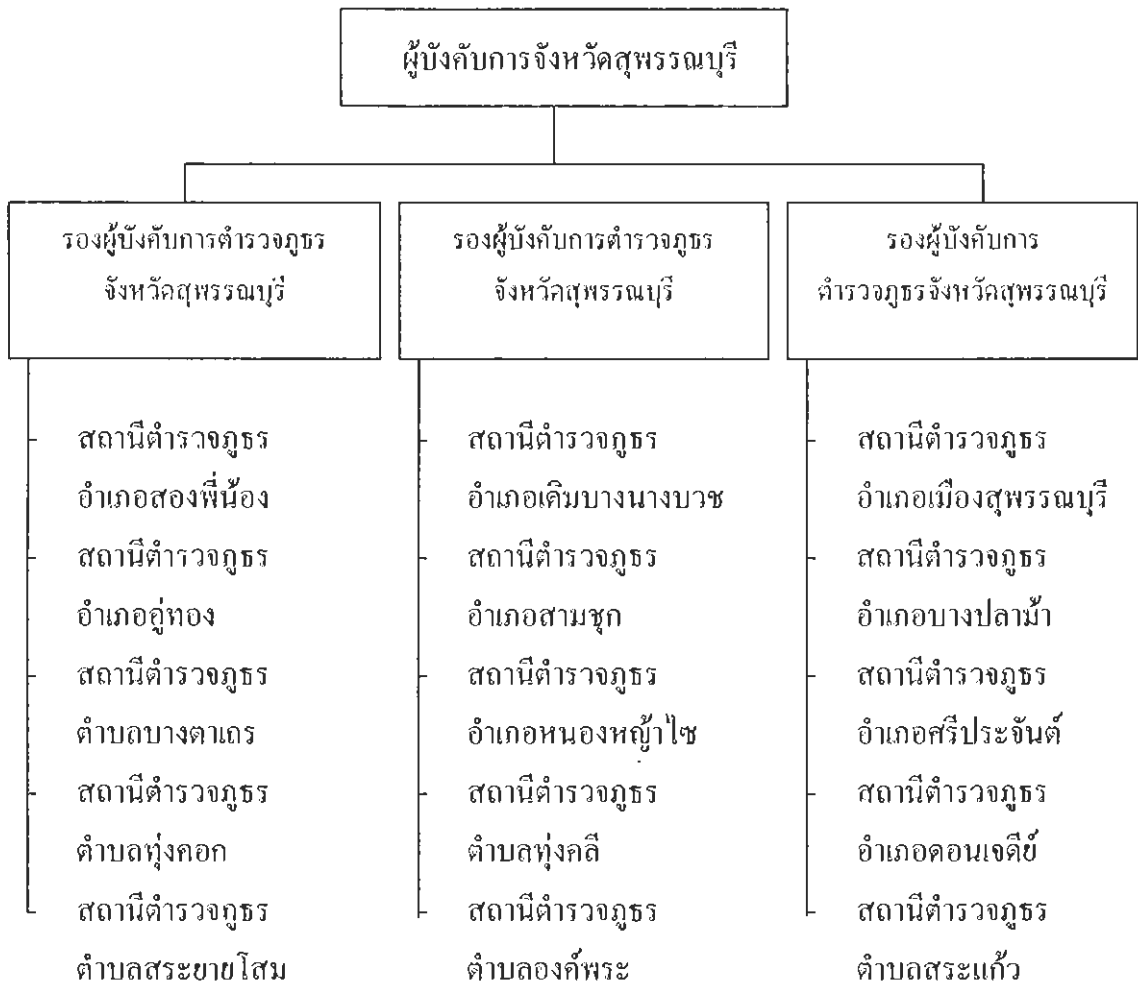 ผู้บังคับการจังหวัดสุพรรณบุรี
รองผู้บังคับการตำรวจภูธร
จังหวัดสุพรรณบุรี
รองผู้บังคับการตำรวจภูธร
จังหวัดสุพรรณบุรี
รองผู้บังคับการ
ตำรวจภูธรจังหวัดสุพรรณบุรี
สถานีตำรวจภูธร
อำเภอสองพี่น้อง
สถานีตำรวจภูธร
อำเภออู่ทอง
สถานีตำรวจภูธร
ตำบลบางตาเถร
สถานีตำรวจภูธร
ตำบลทุ่งคอก
สถานีตำรวจภูธร
ตำบลสระยายโสม
สถานีตำรวจภูธร
อำเภอเดิมบางนางบวช
สถานีตำรวจภูธร
อำเภอสามชุก
สถานีตำรวจภูธร
อำเภอหนองหญ้าไซ
สถานีตำรวจภูธร
ตำบลทุ่งคลี
สถานีตำรวจภูธร
ตำบลองค์พระ
สถานีตำรวจภูธร
อำเภอเมืองสุพรรณบุรี
สถานีตำรวจภูธร
อำเภอบางปลาม้า
สถานีตำรวจภูธร
อำเภอศรีประจันต์
สถานีตำรวจภูธร
อำเภอดอนเจดีย์
สถานีตำรวจภูธร
ตำบลสระแก้ว